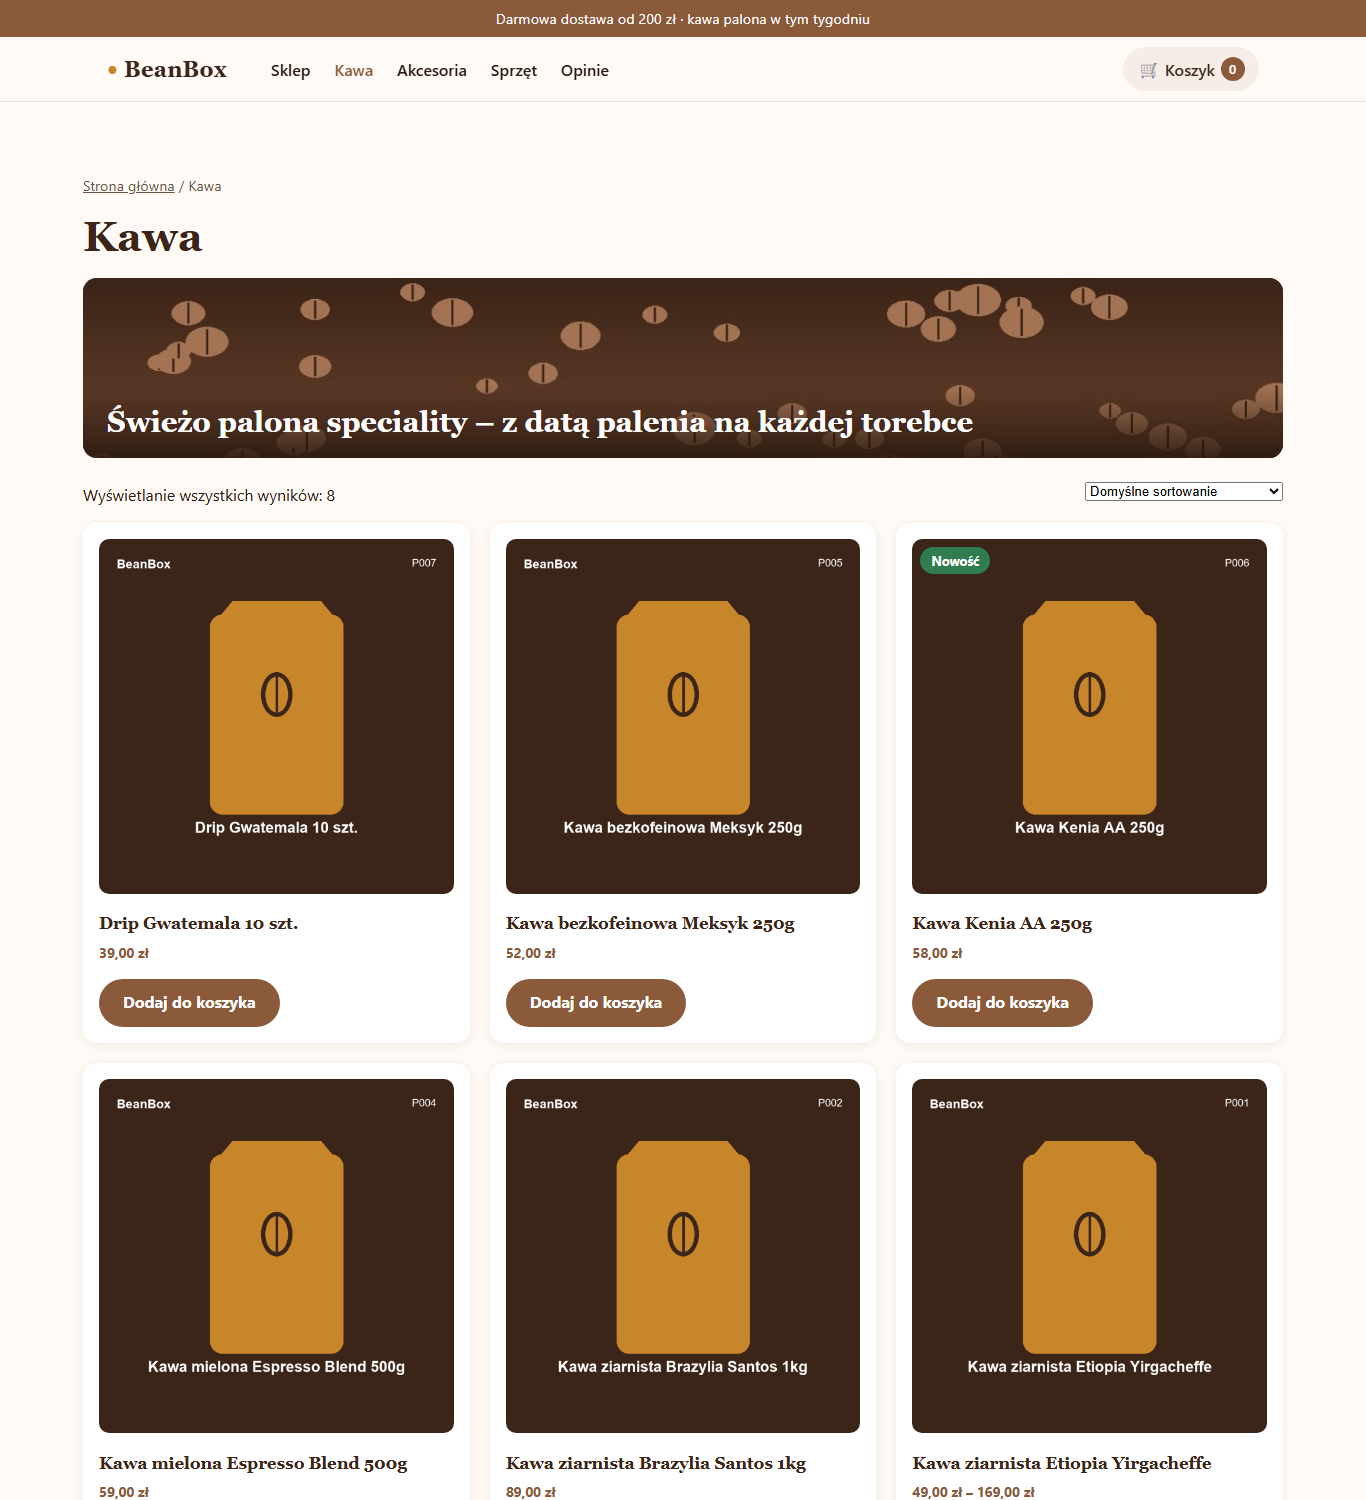 Darmowa dostawa od 200 zł · kawa palona w tym tygodniu
BeanBox
Sklep
Kawa
Akcesoria
Sprzęt
Opinie
Koszyk 0
Strona główna / Kawa
Kawa
Świeżo palona speciality – z datą palenia na każdej torebce
Wyświetlanie wszystkich wyników: 8
Domyślne sortowanie
BeanBox
P007
Drip Gwatemala 10 szt.
Drip Gwatemala 10 szt.
39,00 zł
Dodaj do koszyka
BeanBox
P005
Kawa bezkofeinowa Meksyk 250g
Kawa bezkofeinowa Meksyk 250g
52,00 zł
Dodaj do koszyka
Nowość
P006
Kawa Kenia AA 250g
Kawa Kenia AA 250g
58,00 zł
Dodaj do koszyka
BeanBox
P004
Kawa mielona Espresso Blend 500g
Kawa mielona Espresso Blend 500g
59,00 zł
BeanBox
P002
Kawa ziarnista Brazylia Santos 1kg
Kawa ziarnista Brazylia Santos 1kg
89,00 zł
BeanBox
P001
Kawa ziarnista Etiopia Yirgacheffe
Kawa ziarnista Etiopia Yirgacheffe
49,00 zł – 169,00 zł